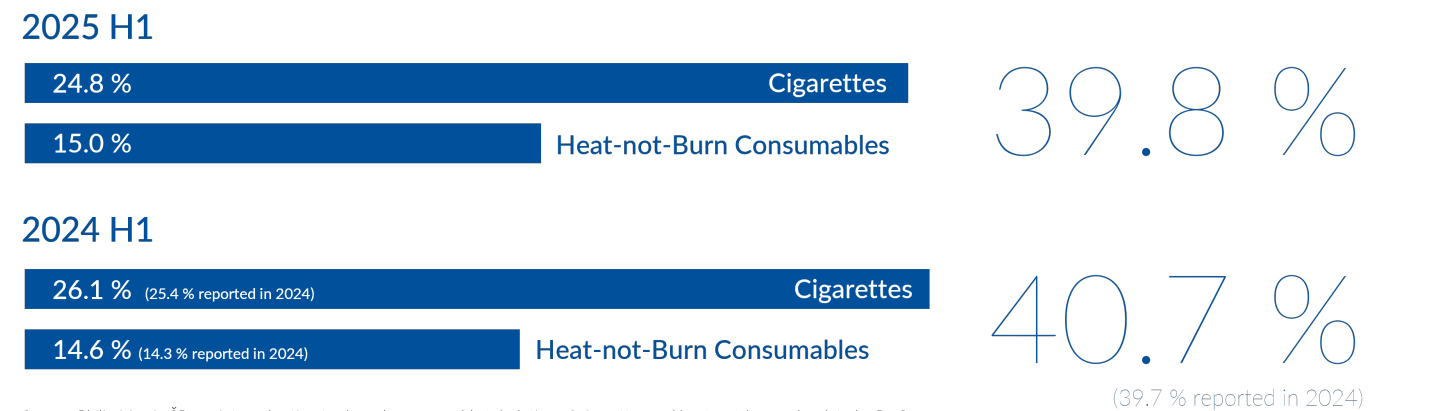 2025 H1
24.8 % Cigarettes
39.8 %
15.0 % Heat-not-Burn Consumables
2024 H1
26.1 % (25.4 % reported in 2024) Cigarettes
40.7 %
14.6 % (14.3 % reported in 2024) Heat-not-Burn Consumables
(39.7 % reported in 2024)